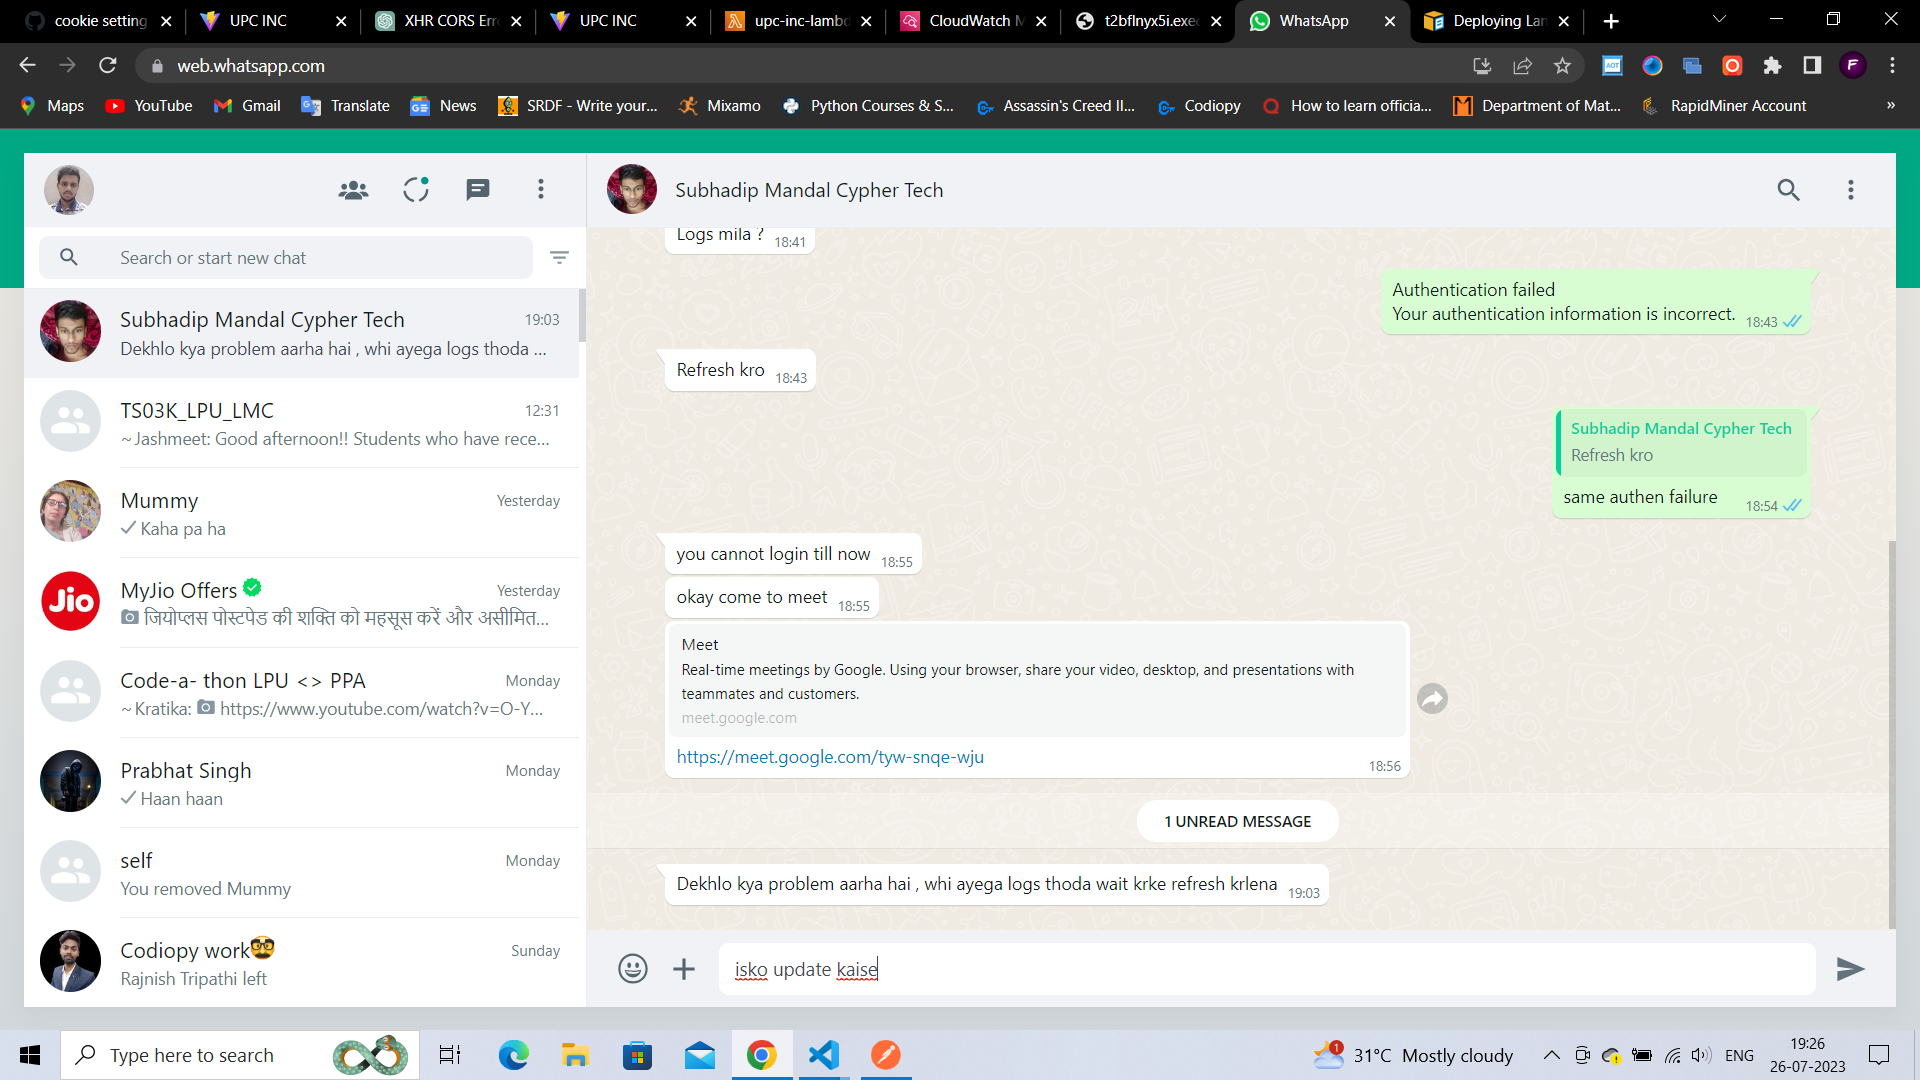 cookie setting
UPC INC
XHR CORS Erro
UPC INC
upc-inc-lambd
CloudWatch M
t2bflnyx5i.exec
WhatsApp
Deploying Lam
web.whatsapp.com
F
Maps
YouTube
Gmail
Translate
News
SRDF - Write your...
Mixamo
Python Courses & S...
Assassin's Creed II...
Codiopy
How to learn officia...
Department of Mat...
RapidMiner Account
Search or start new chat
Subhadip Mandal Cypher Tech
19:03
Dekhlo kya problem aarha hai , whi ayega logs thoda ...
TS03K_LPU_LMC
12:31
~ Jashmeet: Good afternoon!! Students who have rece...
Mummy
Yesterday
Kaha pa ha
Jio
MyJio Offers
Yesterday
जियोप्लस पोस्टपेड की शक्ति को महसूस करें और असीमित...
Code-a- thon LPU <> PPA
Monday
~ Kratika: https://www.youtube.com/watch?v=O-Y...
Prabhat Singh
Monday
Haan haan
self
Monday
You removed Mummy
Codiopy work
Sunday
Rajnish Tripathi left
Subhadip Mandal Cypher Tech
Logs mila ?
18:41
Authentication failed
Your authentication information is incorrect.
18:43
Refresh kro
18:43
Subhadip Mandal Cypher Tech
Refresh kro
same authen failure
18:54
you cannot login till now
18:55
okay come to meet
18:55
Meet
Real-time meetings by Google. Using your browser, share your video, desktop, and presentations with
teammates and customers.
meet.google.com
https://meet.google.com/tyw-snqe-wju
18:56
1 UNREAD MESSAGE
Dekhlo kya problem aarha hai , whi ayega logs thoda wait krke refresh krlena
19:03
isko update kaise
Type here to search
1
31°C Mostly cloudy
ENG
19:26
26-07-2023